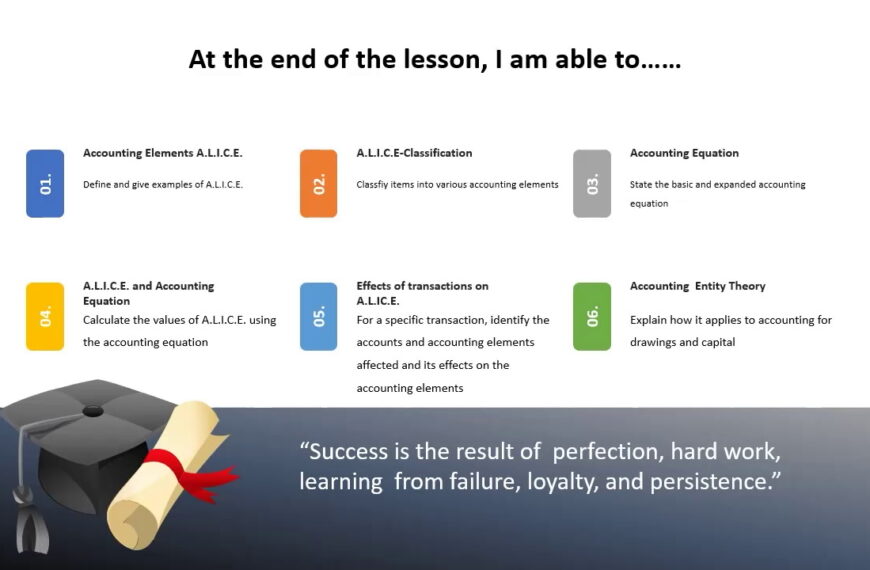 At the end of the lesson, I am able to......
01.
Accounting Elements A.L.I.C.E.
Define and give examples of A.L.I.C.E.
02.
A.L.I.C.E-Classification
Classfiy items into various accounting elements
03.
Accounting Equation
State the basic and expanded accounting
equation
04.
A.L.I.C.E. and Accounting
Equation
Calculate the values of A.L.I.C.E. using
the accounting equation
05.
Effects of transactions on
A.L.IC.E.
For a specific transaction, identify the
accounts and accounting elements
affected and its effects on the
accounting elements
06.
Accounting Entity Theory
Explain how it applies to accounting for
drawings and capital
“Success is the result of perfection, hard work,
learning from failure, loyalty, and persistence.”